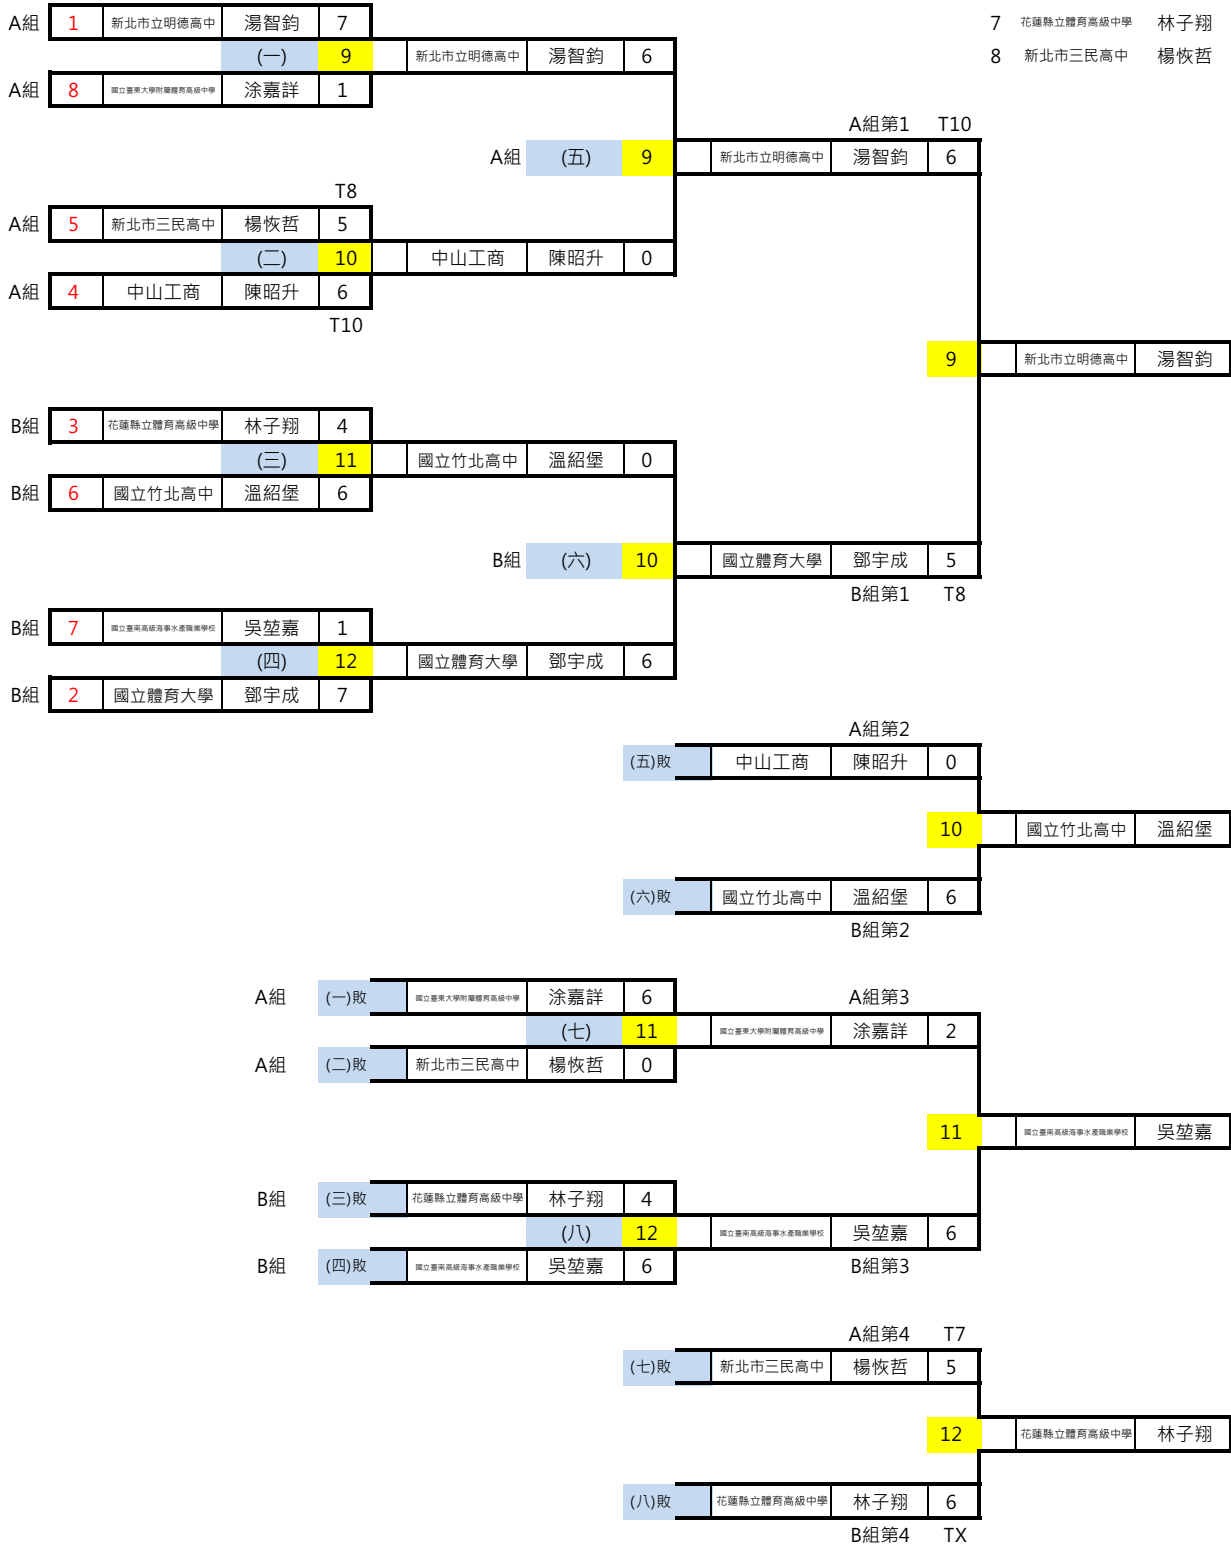 A組 1 新北市立明德高中 湯智鈞 7
7 花蓮縣立體育高級中學 林子翔
(一) 9 新北市立明德高中 湯智鈞 6
8 新北市三民高中 楊恢哲
A組 8 國立臺東大學附屬體育高級中學 涂嘉詳 1
A組第1 T10
A組 (五) 9 新北市立明德高中 湯智鈞 6
T8
A組 5 新北市三民高中 楊恢哲 5
(二) 10 中山工商 陳昭升 0
A組 4 中山工商 陳昭升 6
T10
9 新北市立明德高中 湯智鈞
B組 3 花蓮縣立體育高級中學 林子翔 4
(三) 11 國立竹北高中 溫紹堡 0
B組 6 國立竹北高中 溫紹堡 6
B組 (六) 10 國立體育大學 鄧宇成 5
B組第1 T8
B組 7 國立臺南高級海事水產職業學校 吳堃嘉 1
(四) 12 國立體育大學 鄧宇成 6
B組 2 國立體育大學 鄧宇成 7
A組第2
(五)敗 中山工商 陳昭升 0
10 國立竹北高中 溫紹堡
(六)敗 國立竹北高中 溫紹堡 6
B組第2
A組 (一)敗 國立臺東大學附屬體育高級中學 涂嘉詳 6 A組第3
(七) 11 國立臺東大學附屬體育高級中學 涂嘉詳 2
A組 (二)敗 新北市三民高中 楊恢哲 0
11 國立臺南高級海事水產職業學校 吳堃嘉
B組 (三)敗 花蓮縣立體育高級中學 林子翔 4
(八) 12 國立臺南高級海事水產職業學校 吳堃嘉 6
B組 (四)敗 國立臺南高級海事水產職業學校 吳堃嘉 6 B組第3
A組第4 T7
(七)敗 新北市三民高中 楊恢哲 5
12 花蓮縣立體育高級中學 林子翔
(八)敗 花蓮縣立體育高級中學 林子翔 6
B組第4 TX